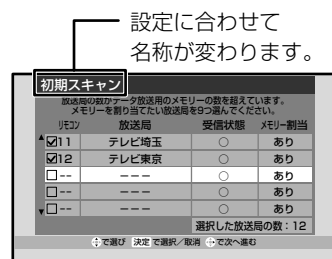 設定に合わせて
名称が変わります。
初期スキャン
放送局の数がデータ放送用のメモリーの数を超えています。
メモリーを割り当てたい放送局を9つ選んでください。
リモコン 放送局 受信状態 メモリー割当
☑11 テレビ埼玉 ○ あり
☑12 テレビ東京 ○ あり
☐-- --- ○ あり
☐-- --- ○ あり
選択した放送局の数：12
で選び 決定 で選択／取消 で次へ進む